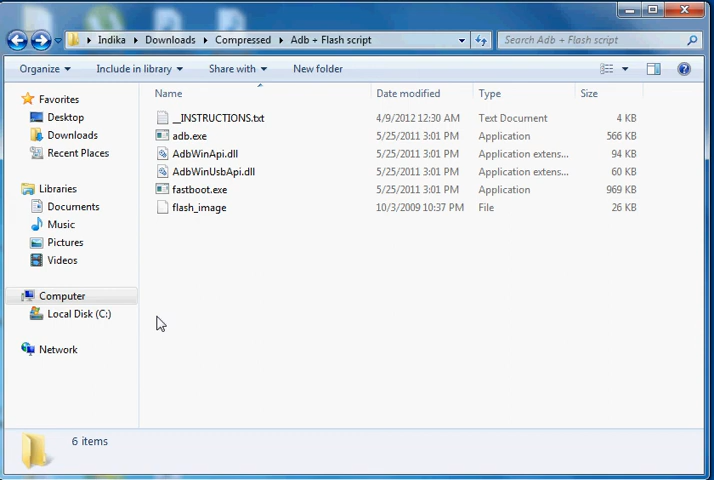 Indika Downloads Compressed Adb + Flash script Search Adb + Flash script
Organize Include in library Share with New folder
Favorites
Desktop
Downloads
Recent Places
Libraries
Documents
Music
Pictures
Videos
Computer
Local Disk (C:)
Network
Name Date modified Type Size
__INSTRUCTIONS.txt 4/9/2012 12:30 AM Text Document 4 KB
adb.exe 5/25/2011 3:01 PM Application 566 KB
AdbWinApi.dll 5/25/2011 3:01 PM Application extens... 94 KB
AdbWinUsbApi.dll 5/25/2011 3:01 PM Application extens... 60 KB
fastboot.exe 5/25/2011 3:01 PM Application 969 KB
flash_image 10/3/2009 10:37 PM File 26 KB
6 items